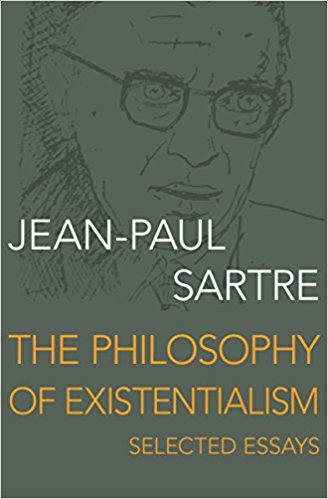 JEAN-PAUL
SARTRE
THE PHILOSOPHY
OF EXISTENTIALISM
SELECTED ESSAYS